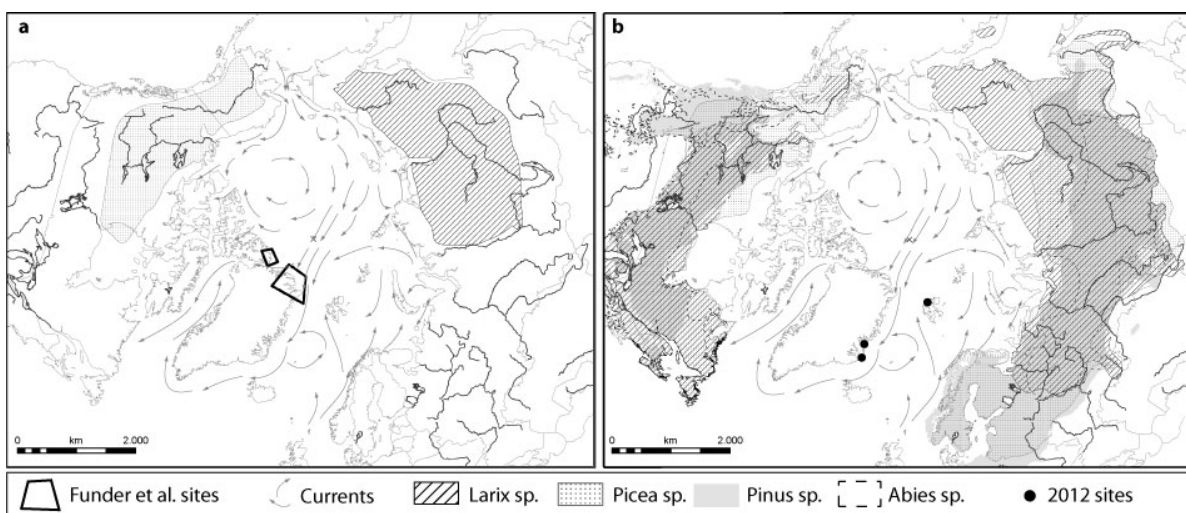 a
b
0
2.000
km
0
2.000
km
Funder et al. sites
Currents
Larix sp.
Picea sp.
Pinus sp.
Abies sp.
2012 sites